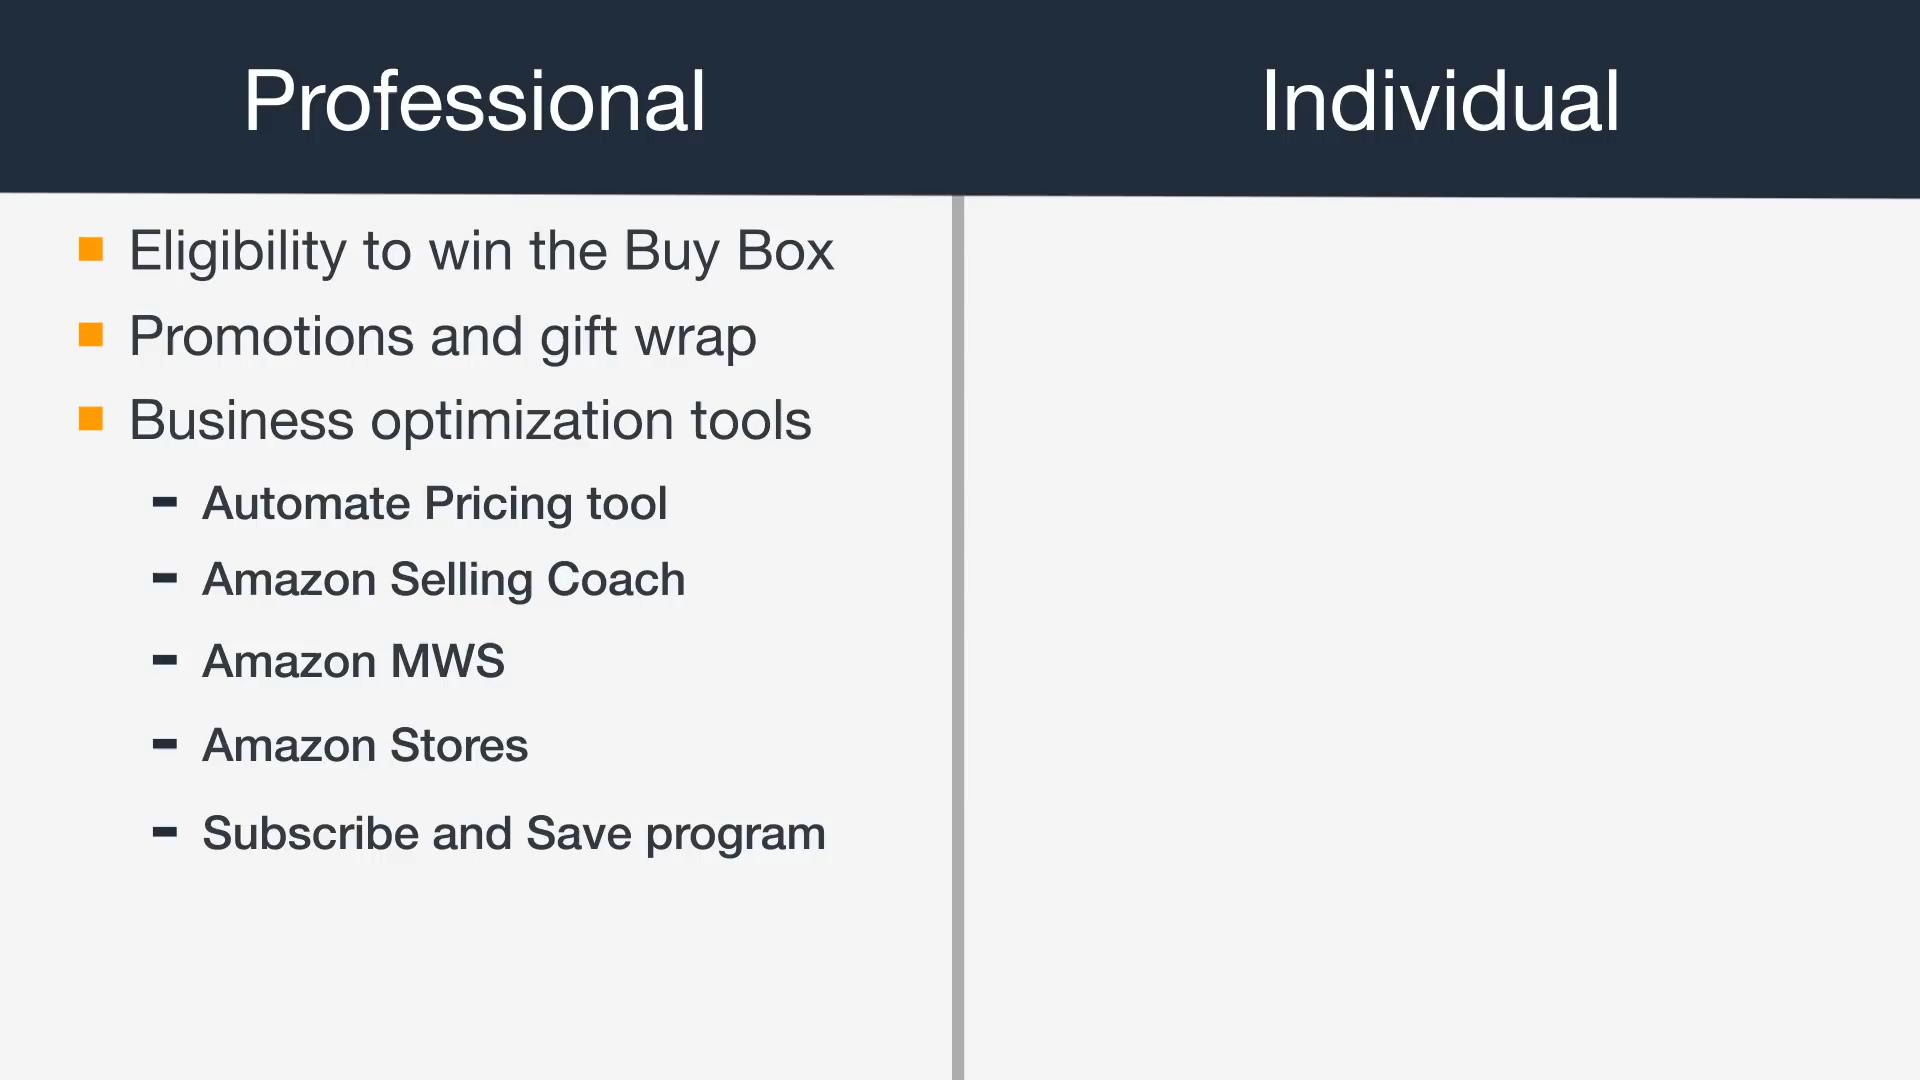 Professional
Individual
Eligibility to win the Buy Box
Promotions and gift wrap
Business optimization tools
Automate Pricing tool
Amazon Selling Coach
Amazon MWS
Amazon Stores
Subscribe and Save program